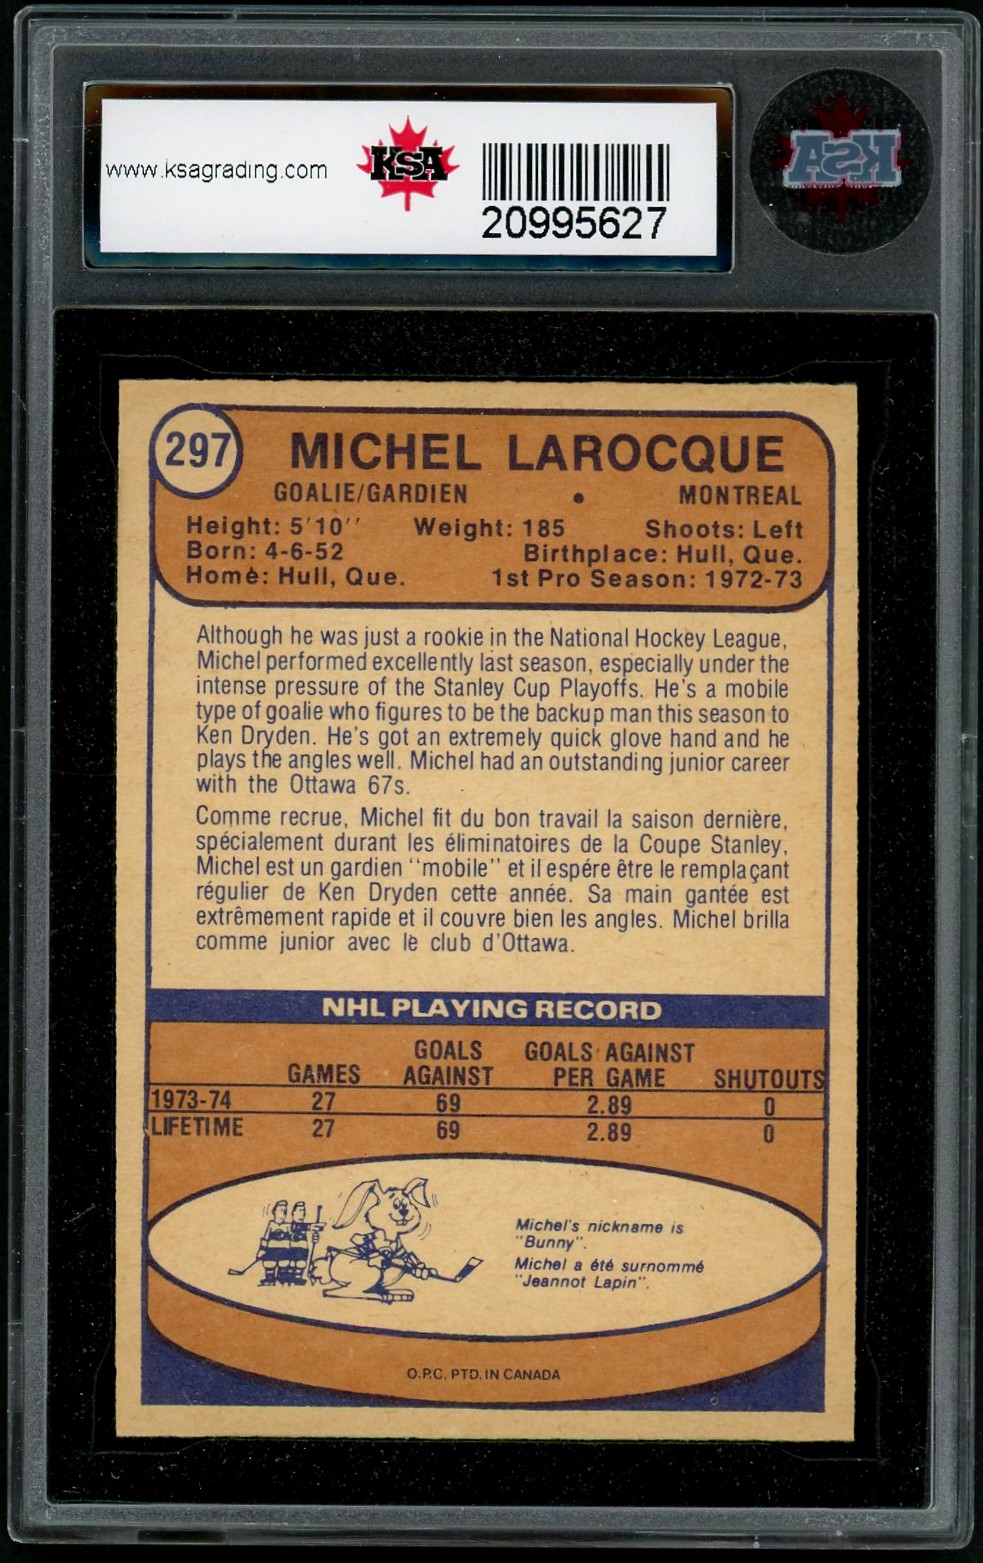 www.ksagrading.com
KSA
20995627
KSA
297
MICHEL LAROCQUE
GOALIE/GARDIEN • MONTREAL
Height: 5'10'' Weight: 185 Shoots: Left
Born: 4-6-52 Birthplace: Hull, Que.
Home: Hull, Que. 1st Pro Season: 1972-73
Although he was just a rookie in the National Hockey League,
Michel performed excellently last season, especially under the
intense pressure of the Stanley Cup Playoffs. He's a mobile
type of goalie who figures to be the backup man this season to
Ken Dryden. He's got an extremely quick glove hand and he
plays the angles well. Michel had an outstanding junior career
with the Ottawa 67s.
Comme recrue, Michel fit du bon travail la saison dernière,
spécialement durant les éliminatoires de la Coupe Stanley,
Michel est un gardien "mobile" et il espére être le remplaçant
régulier de Ken Dryden cette année. Sa main gantée est
extrêmement rapide et il couvre bien les angles. Michel brilla
comme junior avec le club d'Ottawa.
NHL PLAYING RECORD
GAMES GOALS AGAINST GOALS AGAINST PER GAME SHUTOUTS
1973-74 27 69 2.89 0
LIFETIME 27 69 2.89 0
Michel's nickname is
"Bunny".
Michel a été surnommé
"Jeannot Lapin".
O.P.C. PTD. IN CANADA